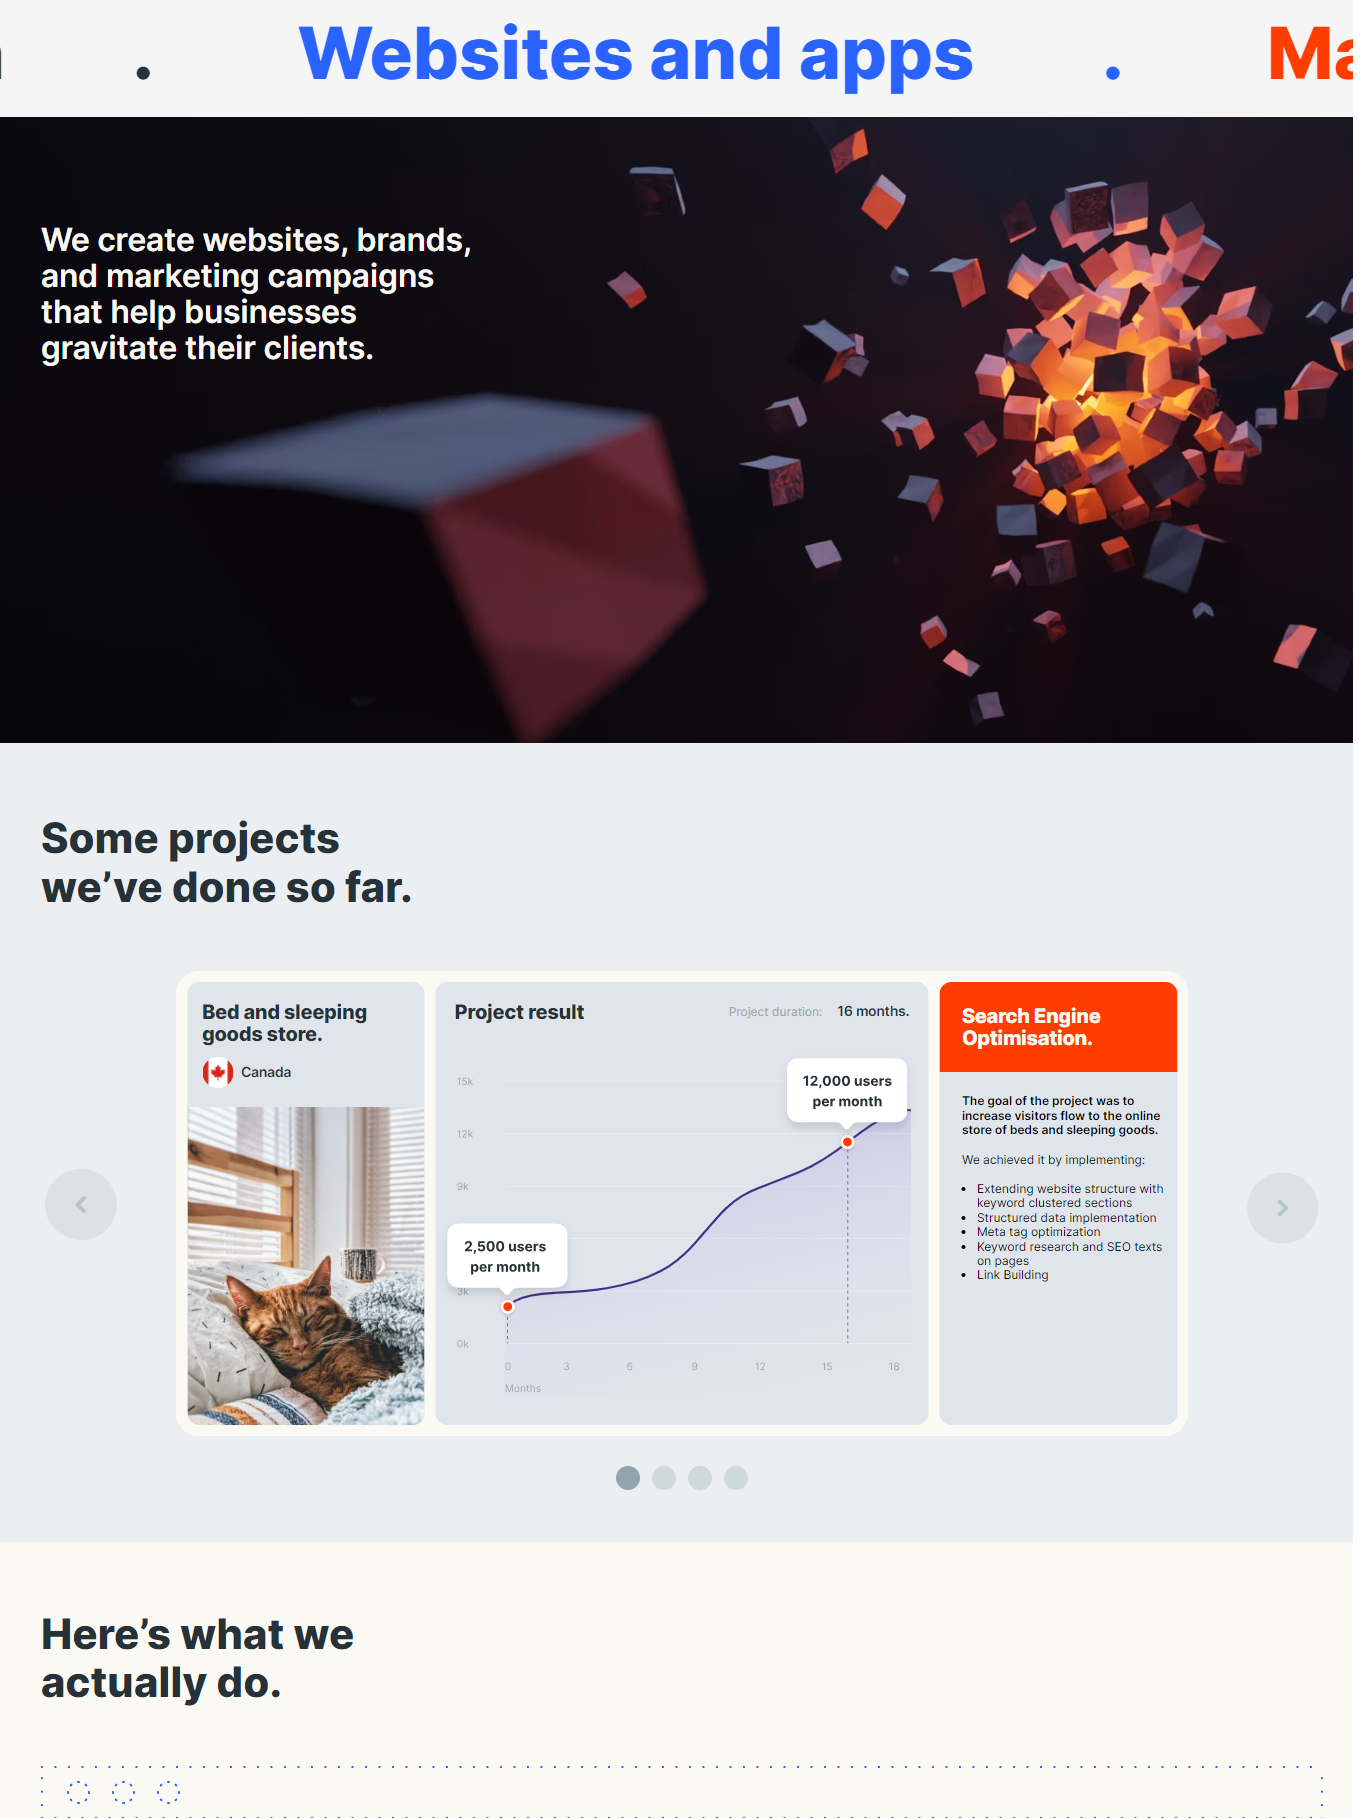 . Websites and apps . Ma
We create websites, brands,
and marketing campaigns
that help businesses
gravitate their clients.
Some projects
we’ve done so far.
Bed and sleeping
goods store.
Canada
Project result
Project duration: 16 months.
15k
12k
9k
3k
0k
12,000 users
per month
2,500 users
per month
0 3 6 9 12 15 18
Months
Search Engine
Optimisation.
The goal of the project was to
increase visitors flow to the online
store of beds and sleeping goods.
We achieved it by implementing:
• Extending website structure with
keyword clustered sections
• Structured data implementation
• Meta tag optimization
• Keyword research and SEO texts
on pages
• Link Building
Here’s what we
actually do.